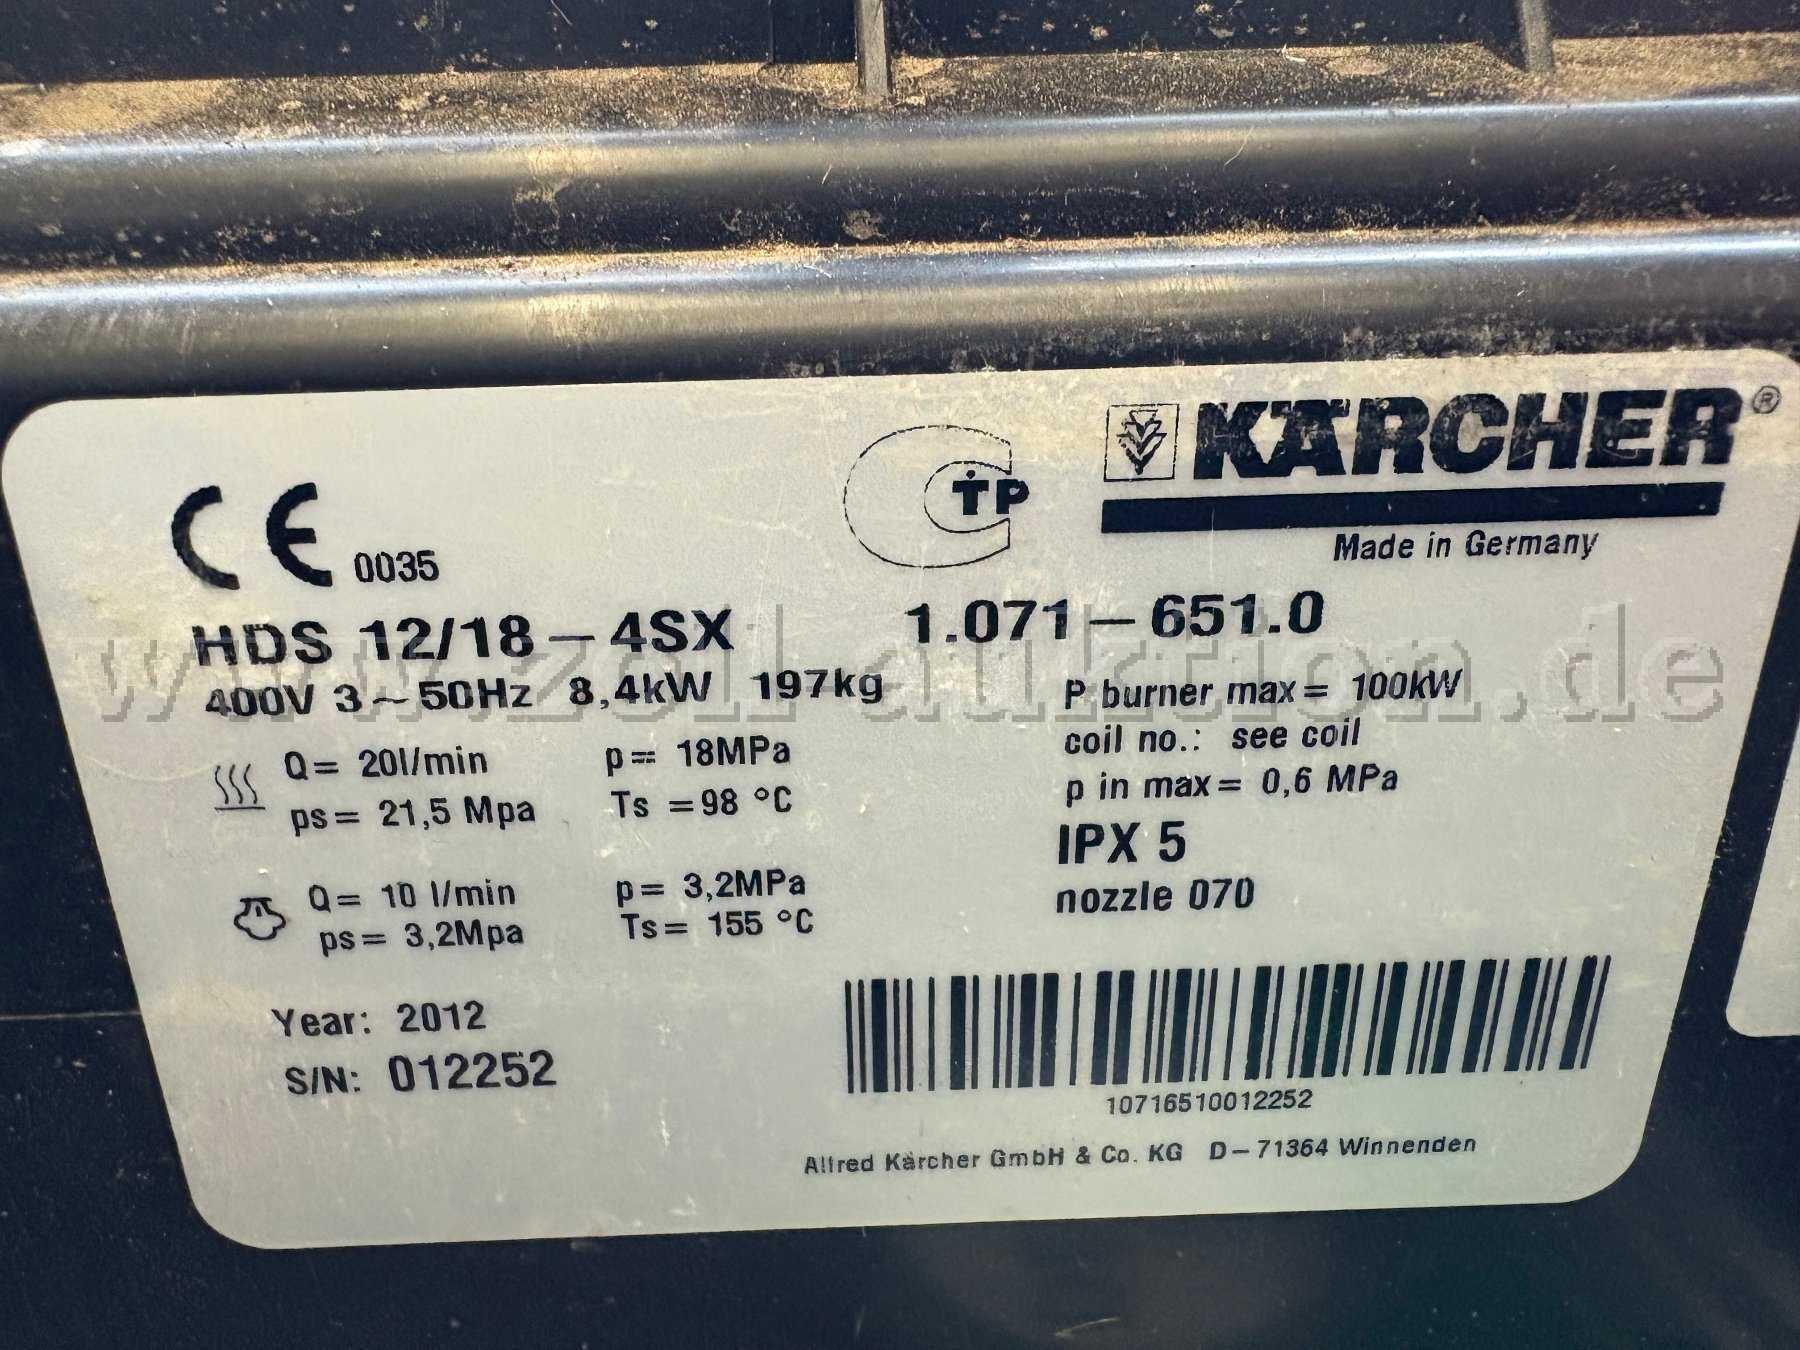 KÄRCHER®
Made in Germany
CE 0035
CTP
HDS 12/18-4SX 1.071-651.0
400V 3~50Hz 8,4kW 197kg
P burner max= 100kW
coil no.: see coil
p in max= 0,6 MPa
IPX 5
nozzle 070
Q= 20l/min p= 18MPa
ps= 21,5 Mpa Ts =98 °C
Q= 10 l/min p= 3,2MPa
ps= 3,2Mpa Ts= 155 °C
Year: 2012
S/N: 012252
10716510012252
Alfred Kärcher GmbH & Co. KG D-71364 Winnenden
www.zoll-auktion.de